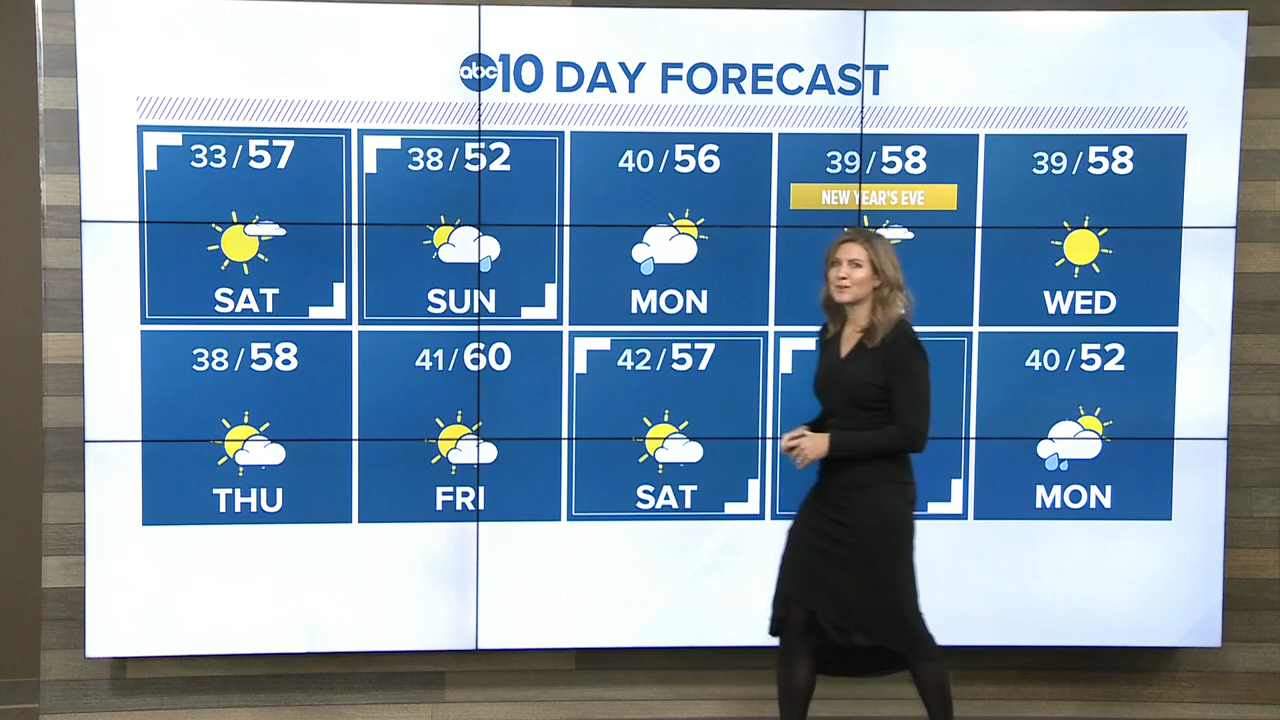 abc10 DAY FORECAST
33/57
38/52
40/56
39/58
39/58
NEW YEAR'S EVE
SAT
SUN
MON
WED
38/58
41/60
42/57
40/52
THU
FRI
SAT
MON